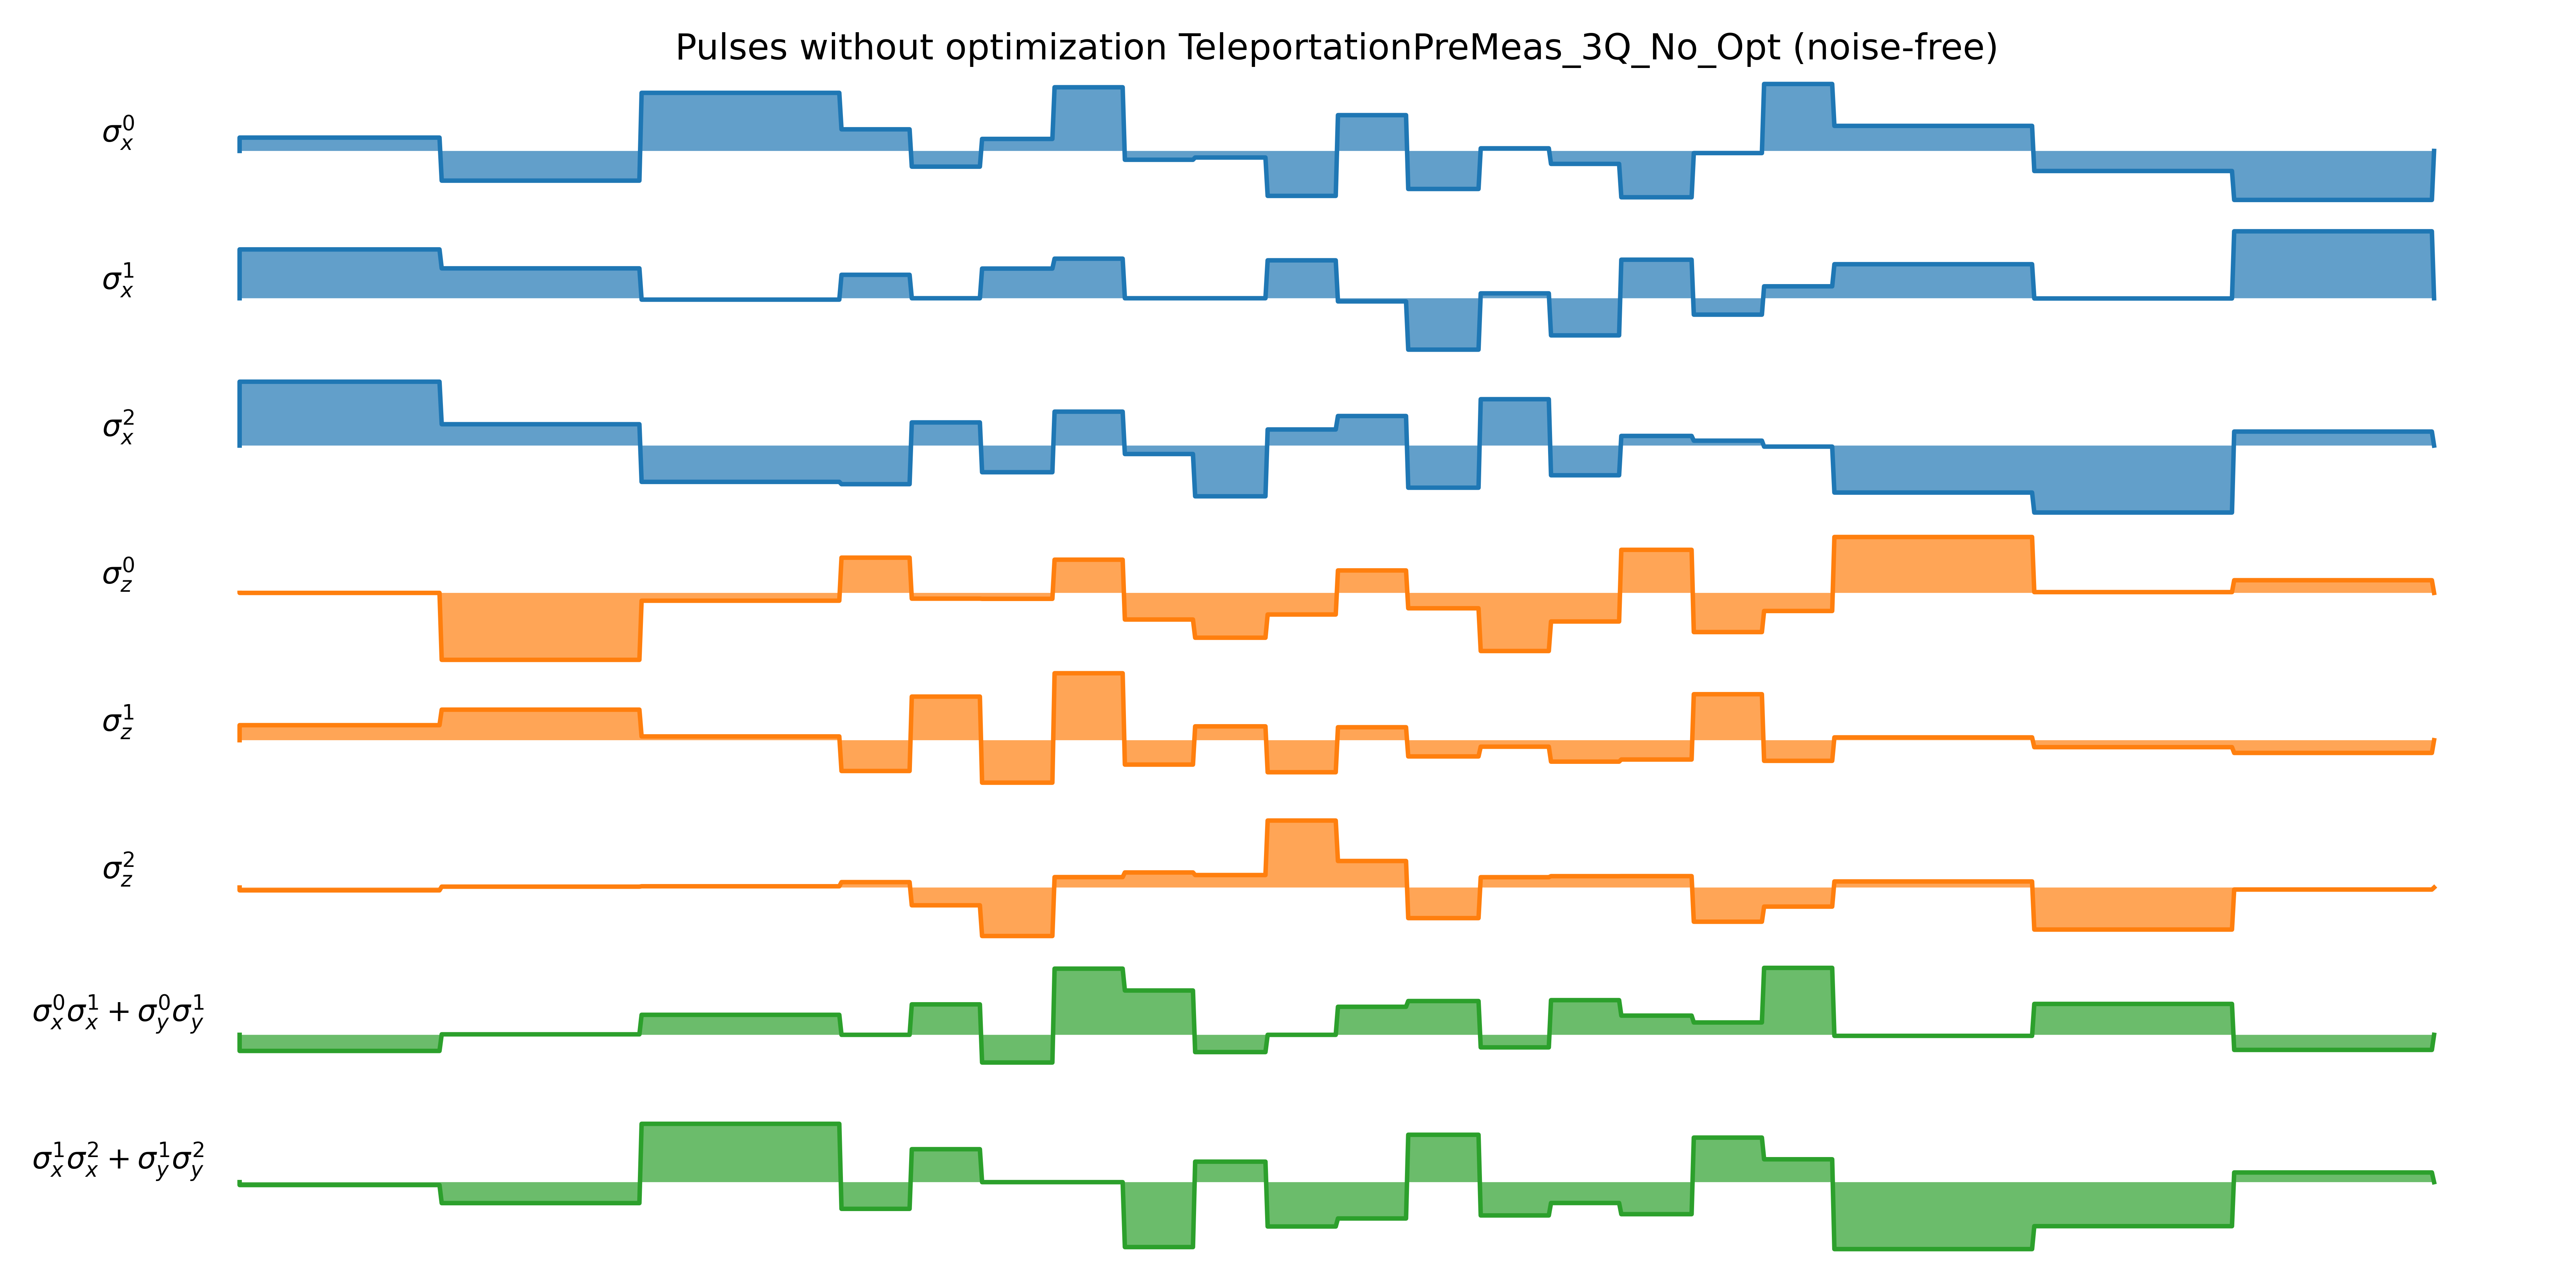 Pulses without optimization TeleportationPreMeas_3Q_No_Opt (noise-free)
σ_x^0
σ_x^1
σ_x^2
σ_z^0
σ_z^1
σ_z^2
σ_x^0σ_x^1 + σ_y^0σ_y^1
σ_x^1σ_x^2 + σ_y^1σ_y^2